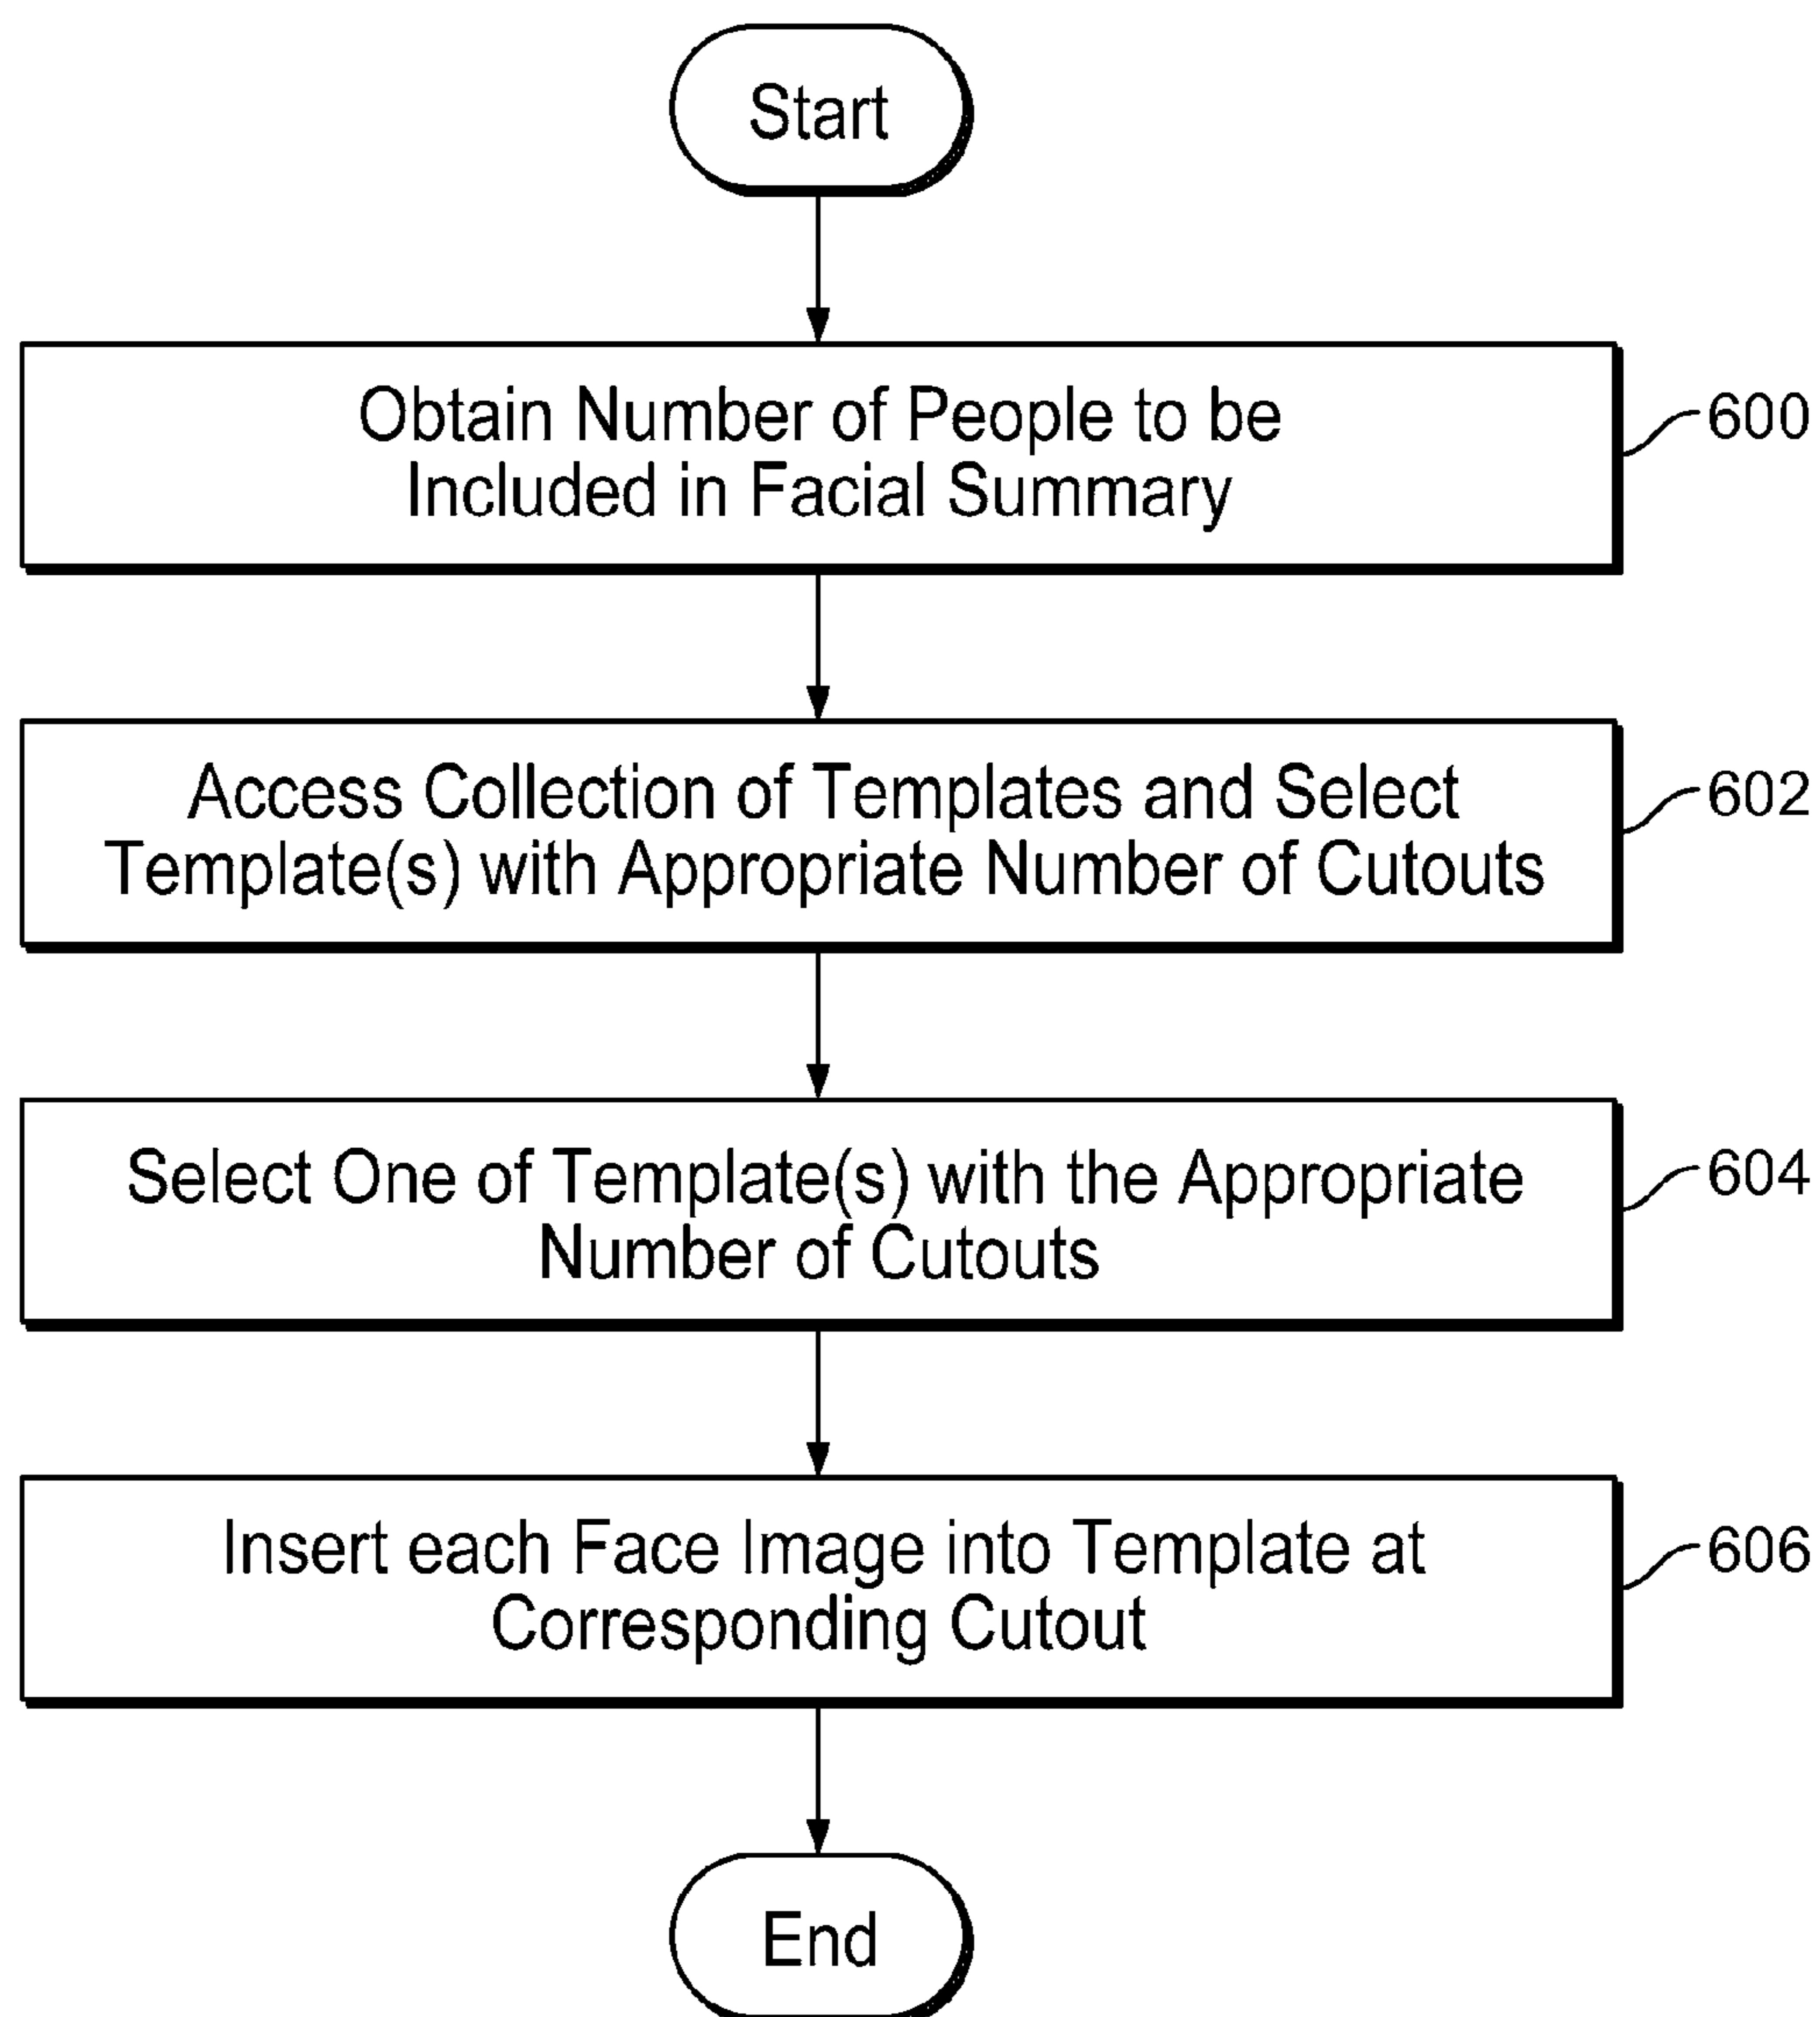 Start
Obtain Number of People to be
Included in Facial Summary
600
Access Collection of Templates and Select
Template(s) with Appropriate Number of Cutouts
602
Select One of Template(s) with the Appropriate
Number of Cutouts
604
Insert each Face Image into Template at
Corresponding Cutout
606
End